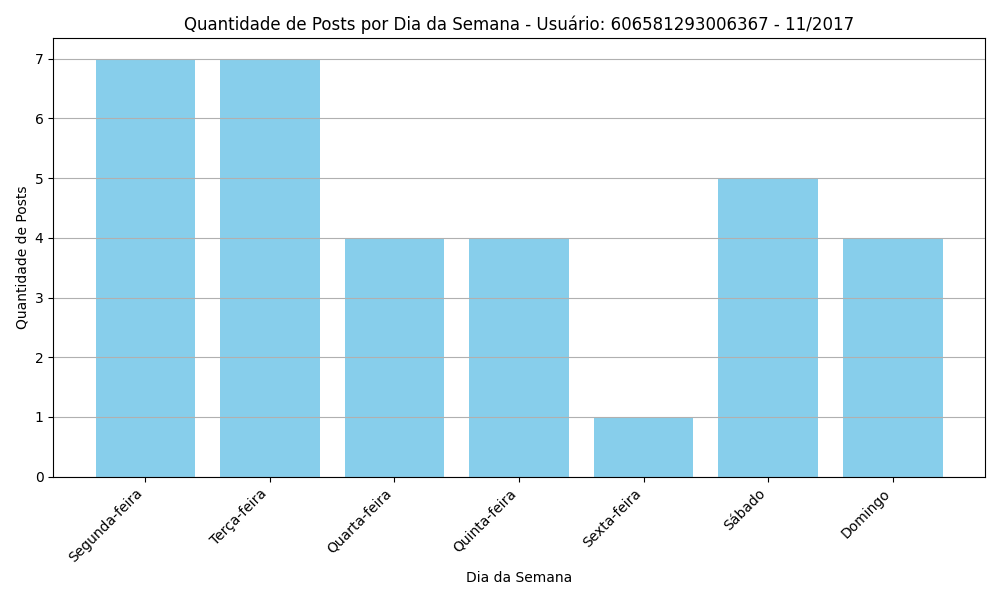 Quantidade de Posts por Dia da Semana - Usuário: 606581293006367 - 11/2017
Quantidade de Posts
7
6
5
4
3
2
1
0
Segunda-feira
Terça-feira
Quarta-feira
Quinta-feira
Sexta-feira
Sábado
Domingo
Dia da Semana